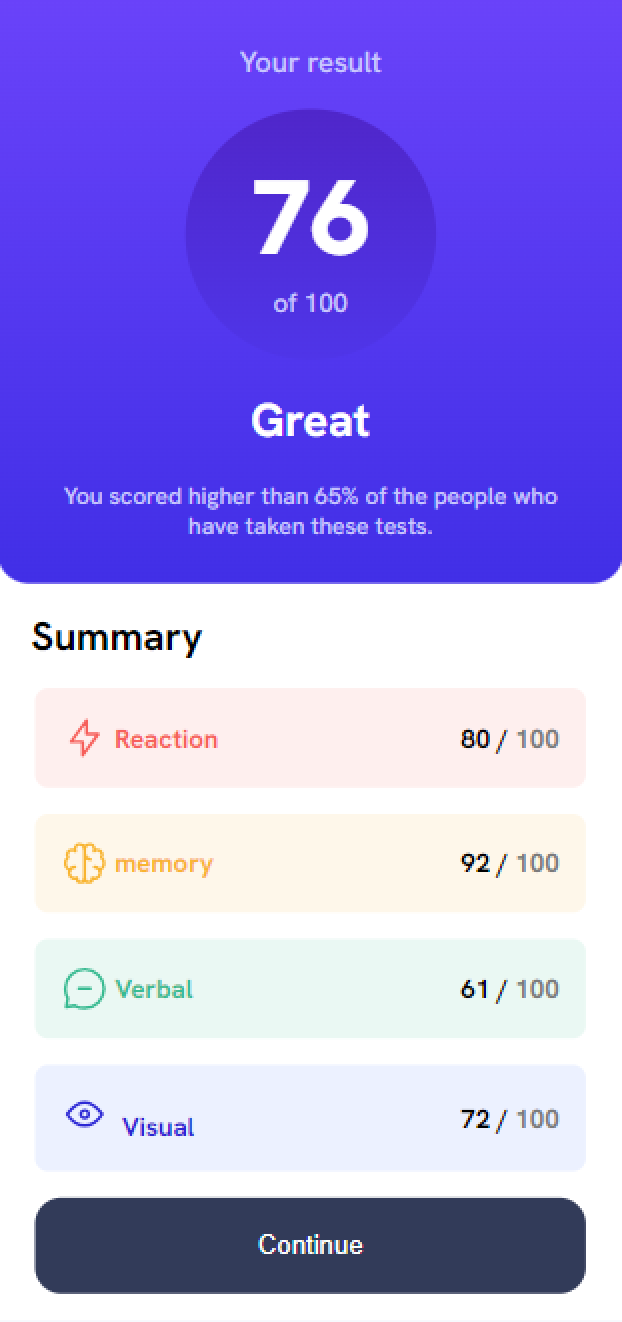 Your result
76
of 100
Great
You scored higher than 65% of the people who
have taken these tests.
Summary
Reaction 80 / 100
memory 92 / 100
Verbal 61 / 100
Visual 72 / 100
Continue